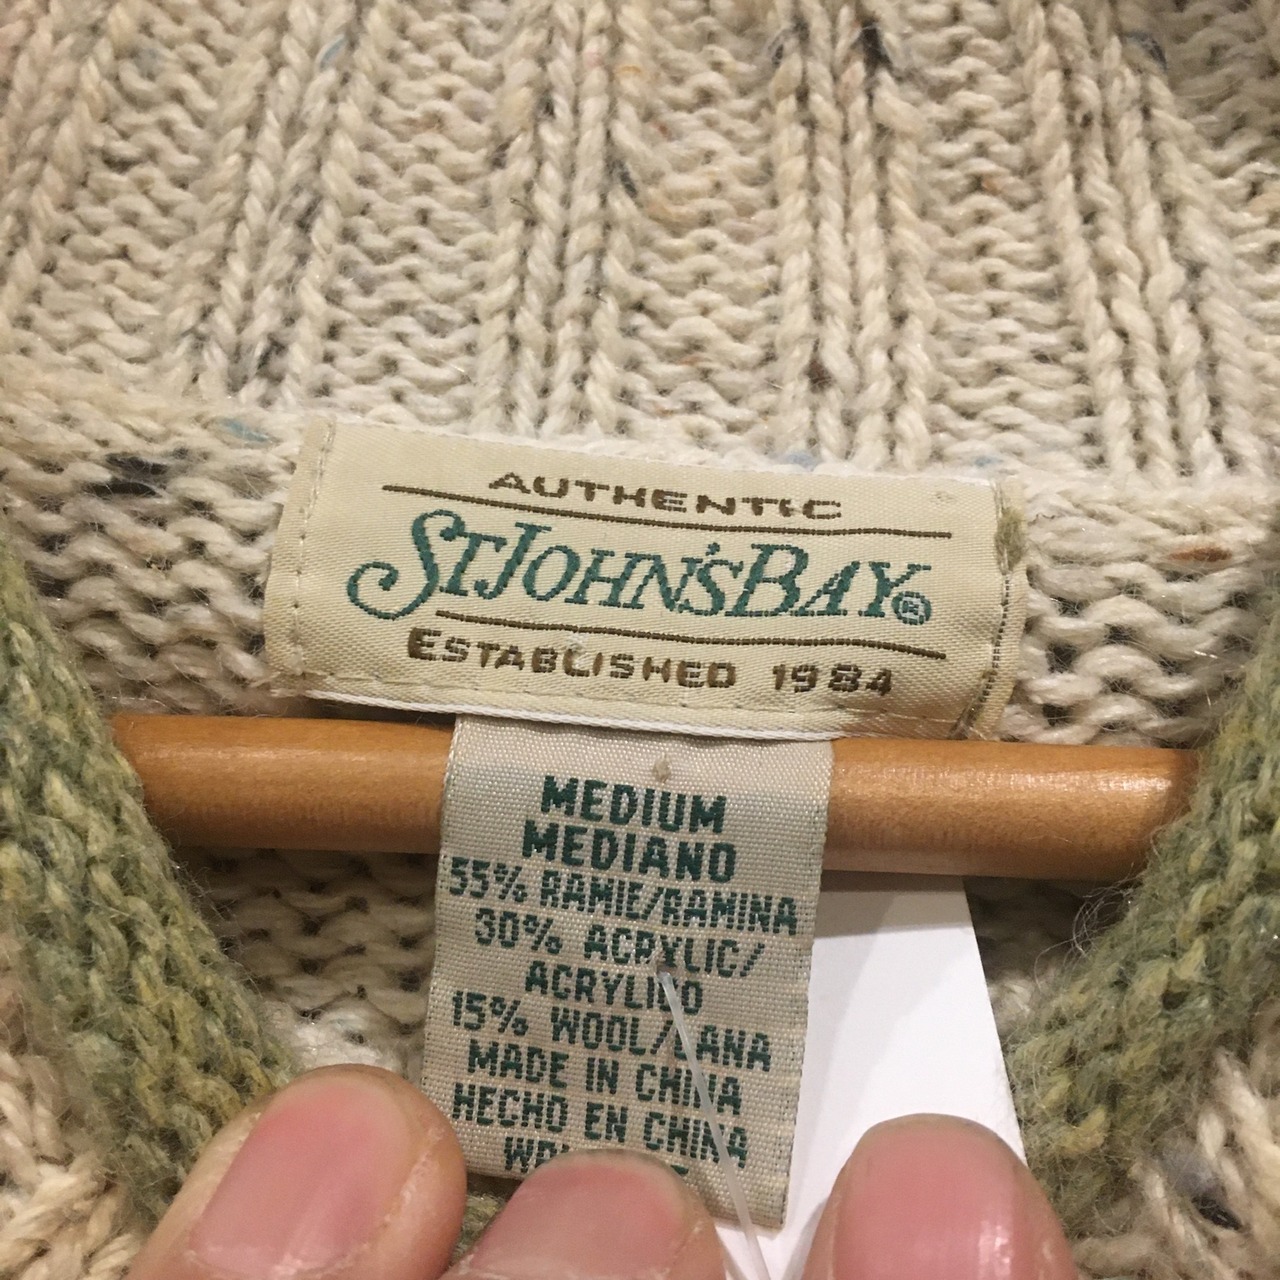 AUTHENTIC
ST JOHN'S BAY®
ESTABLISHED 1984
MEDIUM
MEDIANO
55% RAMIE/RAMINA
30% ACRYLIC/
ACRYLICO
15% WOOL/LANA
MADE IN CHINA
HECHO EN CHINA